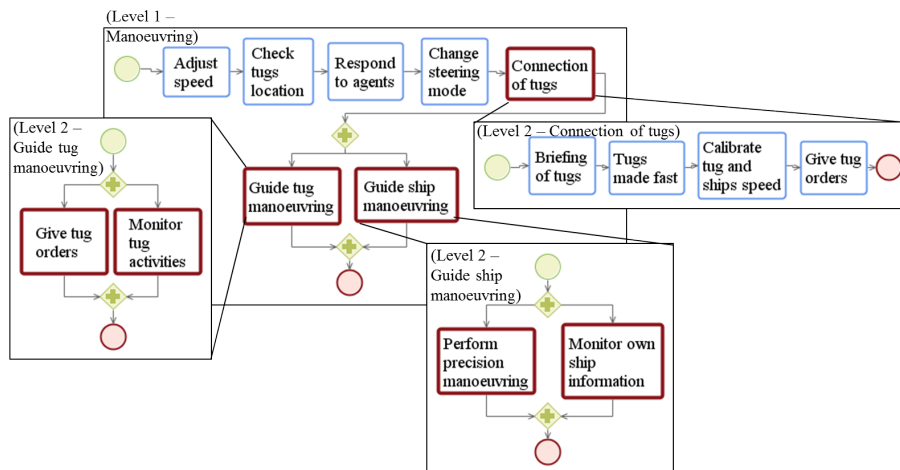 (Level 1 –
Manoeuvring)
Adjust
speed
Check
tugs
location
Respond
to agents
Change
steering
mode
Connection
of tugs
(Level 2 –
Guide tug
manoeuvring)
Give tug
orders
Monitor
tug
activities
Guide tug
manoeuvring
Guide ship
manoeuvring
(Level 2 – Connection of tugs)
Briefing
of tugs
Tugs
made fast
Calibrate
tug and
ships speed
Give tug
orders
(Level 2 –
Guide ship
manoeuvring)
Perform
precision
manoeuvring
Monitor own
ship
information